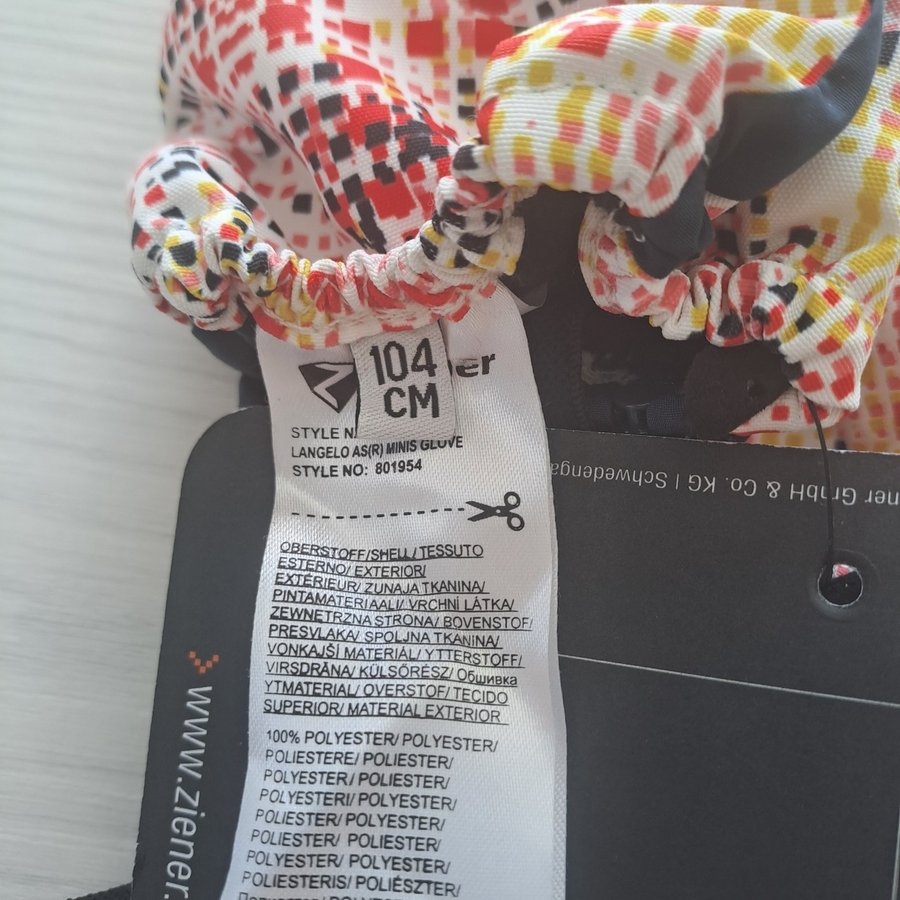 104
CM
STYLE
LANGELO AS(R) MINIS GLOVE
STYLE NO: 801954
OBERSTOFF/SHELL/TESSUTO
ESTERNO/ EXTERIOR/
EXTÉRIEUR/ ZUNAJA TKANINA/
PINTAMATERIAALI/ VRCHNÍ LÁTKA/
ZEWNĘTRZNA STRONA/ BOVENSTOF/
PRESVLAKA/ SPOLJNA TKANINA/
VONKAJŠÍ MATERIÁL/ YTTERSTOFF/
VIRSDRĀNA/ KÜLSŐRÉSZ/ Обшивка
YTMATERIAL/ OVERSTOF/ TECIDO
SUPERIOR/ MATERIAL EXTERIOR
100% POLYESTER/ POLYESTER/
POLIESTERE/ POLIESTER/
POLYESTER/ POLIESTER/
POLYESTERI/ POLYESTER/
POLIESTER/ POLYESTER/
POLIESTER/ POLIESTER/
POLYESTER/ POLYESTER/
POLIESTERIS/ POLIÉSZTER/
ner GmbH & Co. KG | Schwedenga
www.ziener.